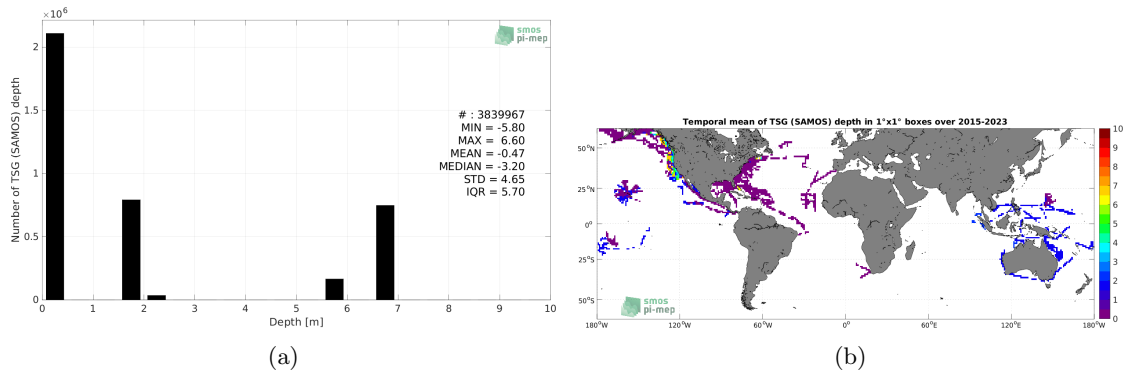 ×10⁶
smos
pi-mep
Number of TSG (SAMOS) depth
2
1.5
1
0.5
0
# : 3839967
MIN = -5.80
MAX = 6.60
MEAN = -0.47
MEDIAN = -3.20
STD = 4.65
IQR = 5.70
0 1 2 3 4 5 6 7 8 9 10
Depth [m]
(a)
Temporal mean of TSG (SAMOS) depth in 1°x1° boxes over 2015-2023
50°N
25°N
0°
25°S
50°S
180°W 120°W 60°W 0° 60°E 120°E 180°E
smos
pi-mep
10
9
8
7
6
5
4
3
2
1
0
(b)